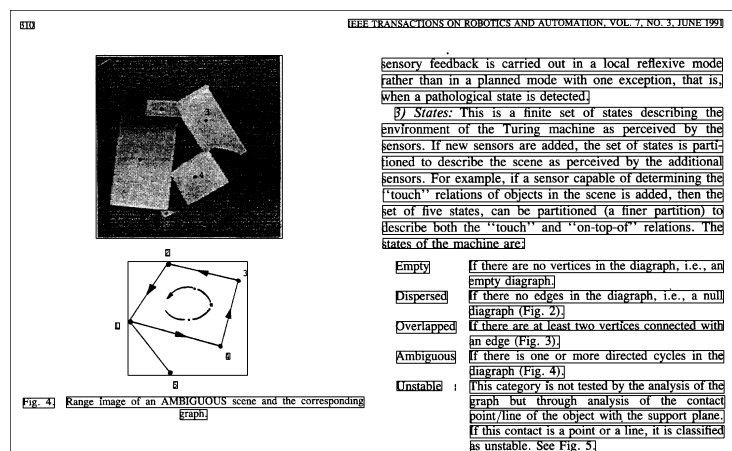 310
IEEE TRANSACTIONS ON ROBOTICS AND AUTOMATION, VOL. 7, NO. 3, JUNE 1991
3
Fig. 4. Range image of an AMBIGUOUS scene and the corresponding
graph.
sensory feedback is carried out in a local reflexive mode
rather than in a planned mode with one exception, that is,
when a pathological state is detected.
3) States: This is a finite set of states describing the
environment of the Turing machine as perceived by the
sensors. If new sensors are added, the set of states is parti-
tioned to describe the scene as perceived by the additional
sensors. For example, if a sensor capable of determining the
"touch" relations of objects in the scene is added, then the
set of five states, can be partitioned (a finer partition) to
describe both the "touch" and "on-top-of" relations. The
states of the machine are:
Empty If there are no vertices in the diagraph, i.e., an
empty diagraph.
Dispersed If there no edges in the diagraph, i.e., a null
diagraph (Fig. 2).
Overlapped If there are at least two vertices connected with
an edge (Fig. 3).
Ambiguous If there is one or more directed cycles in the
diagraph (Fig. 4).
Unstable : This category is not tested by the analysis of the
graph but through analysis of the contact
point/line of the object with the support plane.
If this contact is a point or a line, it is classified
as unstable. See Fig. 5.